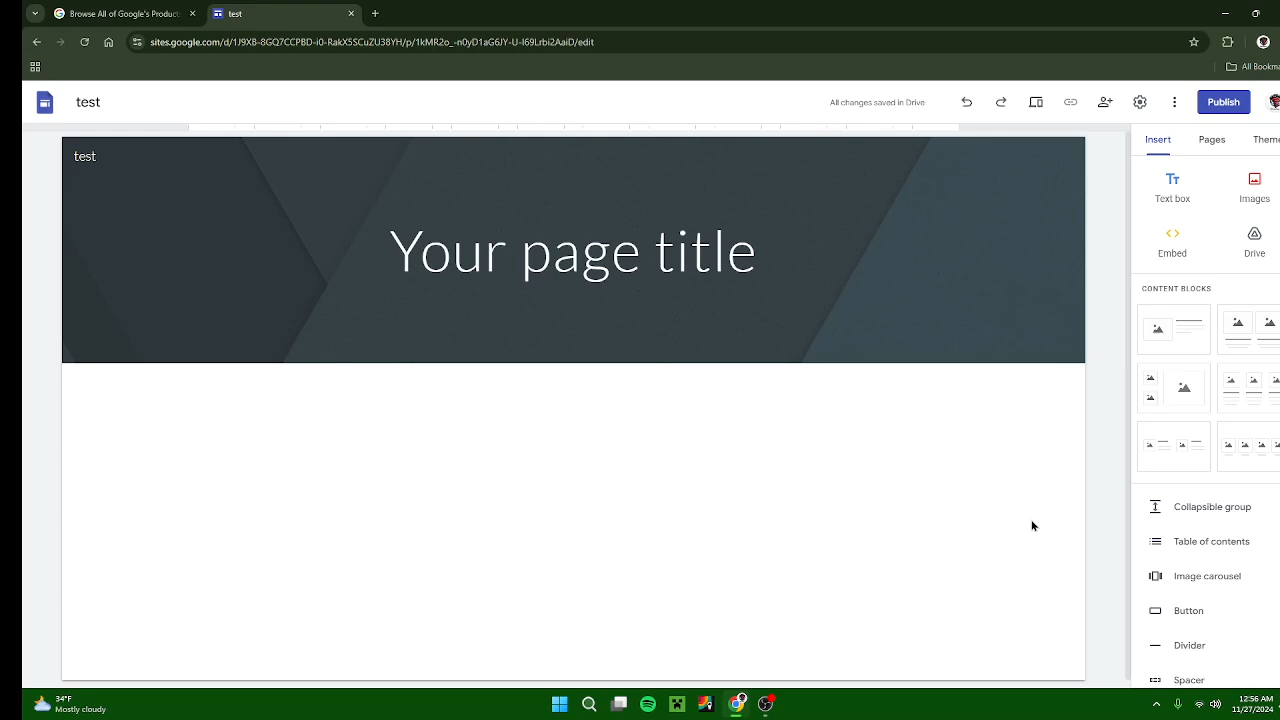 Browse All of Google's Product
test
sites.google.com/d/1J9XB-8GQ7CCPBD-i0-RakX5SCuZU38YH/p/1kMR2o_-n0yD1aG6JY-U-I69Lrbi2AaiD/edit
All Bookma
test
All changes saved in Drive
Publish
Insert
Pages
Theme
test
Your page title
Tt
Text box
Images
Embed
Drive
CONTENT BLOCKS
Collapsible group
Table of contents
Image carousel
Button
Divider
Spacer
34°F
Mostly cloudy
12:56 AM
11/27/2024